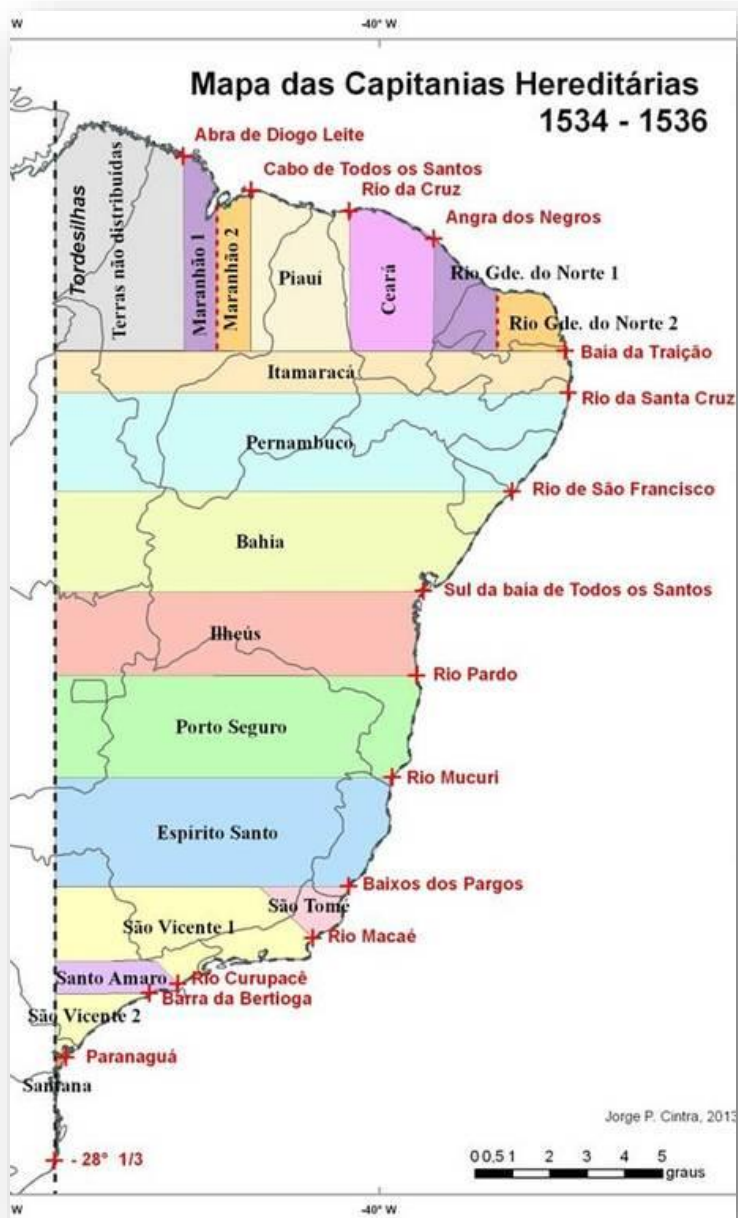 W
-40° W
Mapa das Capitanias Hereditárias
1534 - 1536
Abra de Diogo Leite
Cabo de Todos os Santos
Rio da Cruz
Angra dos Negros
Tordesilhas
Terras não distribuídas
Maranhão 1
Maranhão 2
Piauí
Ceará
Rio Gde. do Norte 1
Rio Gde. do Norte 2
Baia da Traição
Itamaracá
Rio da Santa Cruz
Pernambuco
Rio de São Francisco
Bahia
Sul da baia de Todos os Santos
Ilheús
Rio Pardo
Porto Seguro
Rio Mucuri
Espírito Santo
Baixos dos Pargos
São Tomé
São Vicente 1
Rio Macaé
Santo Amaro
Rio Curupacê
Barra da Bertioga
São Vicente 2
Paranaguá
Santana
Jorge P. Cintra, 2013
- 28° 1/3
0 0,5 1 2 3 4 5
graus
W
-40° W